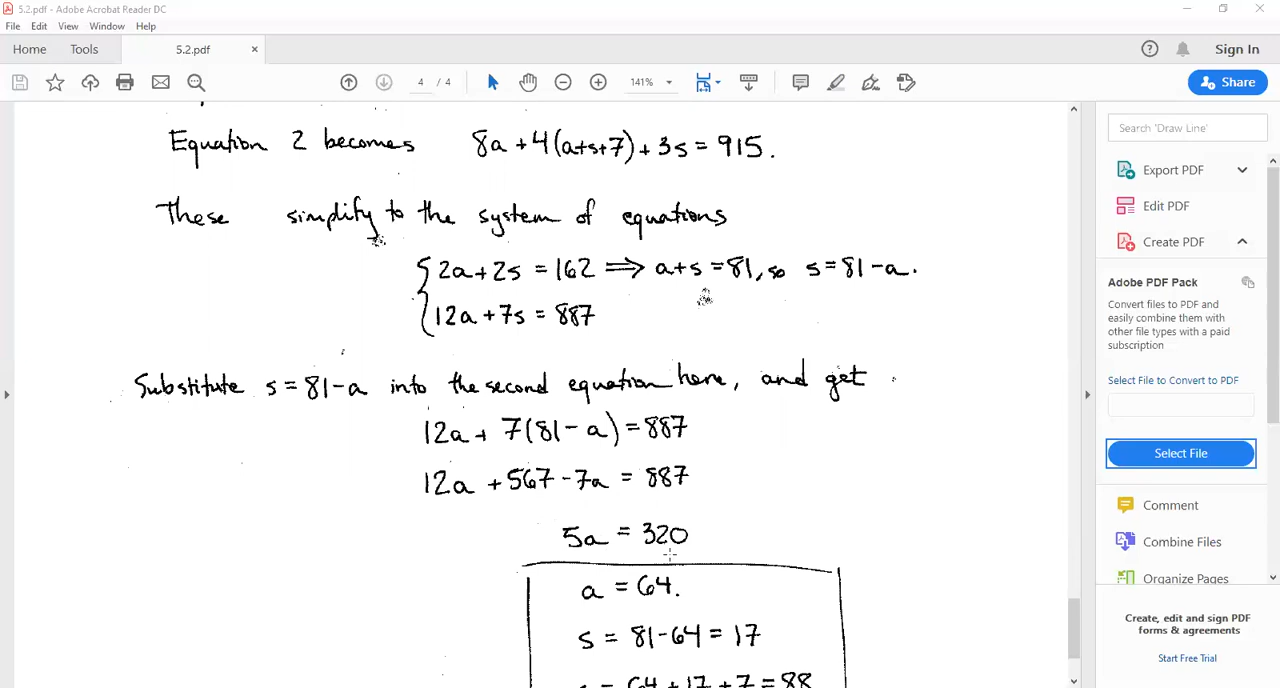 5.2.pdf - Adobe Acrobat Reader DC
File Edit View Window Help
Home Tools 5.2.pdf ×
Sign In
4 / 4 141% Share
Equation 2 becomes 8a + 4(a+s+7) + 3s = 915.
These simplify to the system of equations
2a + 2s = 162 ⟹ a+s = 81, so s = 81 - a.
12a + 7s = 887
Substitute s = 81 - a into the second equation here, and get
12a + 7(81 - a) = 887
12a + 567 - 7a = 887
5a = 320
a = 64.
s = 81 - 64 = 17
= 64 + 17 + 7 = 88
Search "Draw Line"
Export PDF
Edit PDF
Create PDF
Adobe PDF Pack
Convert files to PDF and
easily combine them with
other file types with a paid
subscription
Select File to Convert to PDF
Select File
Comment
Combine Files
Organize Pages
Create, edit and sign PDF
forms & agreements
Start Free Trial